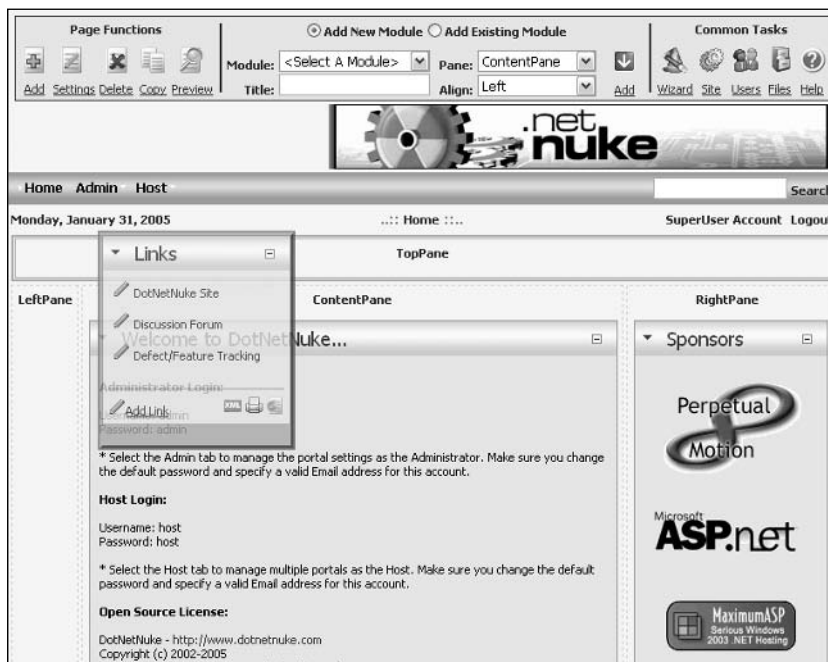 Page Functions
Add New Module Add Existing Module
Common Tasks
Module: <Select A Module> Pane: ContentPane
Title: Align: Left
Add Settings Delete Copy Preview
Add
Wizard Site Users Files Help
.net
nuke
Home Admin Host
Search
Monday, January 31, 2005
..:: Home ::..
SuperUser Account Logou
TopPane
Links
DotNetNuke Site
Discussion Forum
Defect/Feature Tracking
Add Link
XML
LeftPane
ContentPane
RightPane
Welcome to DotNetNuke...
Administrator Login:
Username: admin
Password: admin
* Select the Admin tab to manage the portal settings as the Administrator. Make sure you change
the default password and specify a valid Email address for this account.
Host Login:
Username: host
Password: host
* Select the Host tab to manage multiple portals as the Host. Make sure you change the default
password and specify a valid Email address for this account.
Open Source License:
DotNetNuke - http://www.dotnetnuke.com
Copyright (c) 2002-2005
Sponsors
Perpetual
Motion
Microsoft
ASP.net
MaximumASP
Serious Windows
2003 .NET Hosting